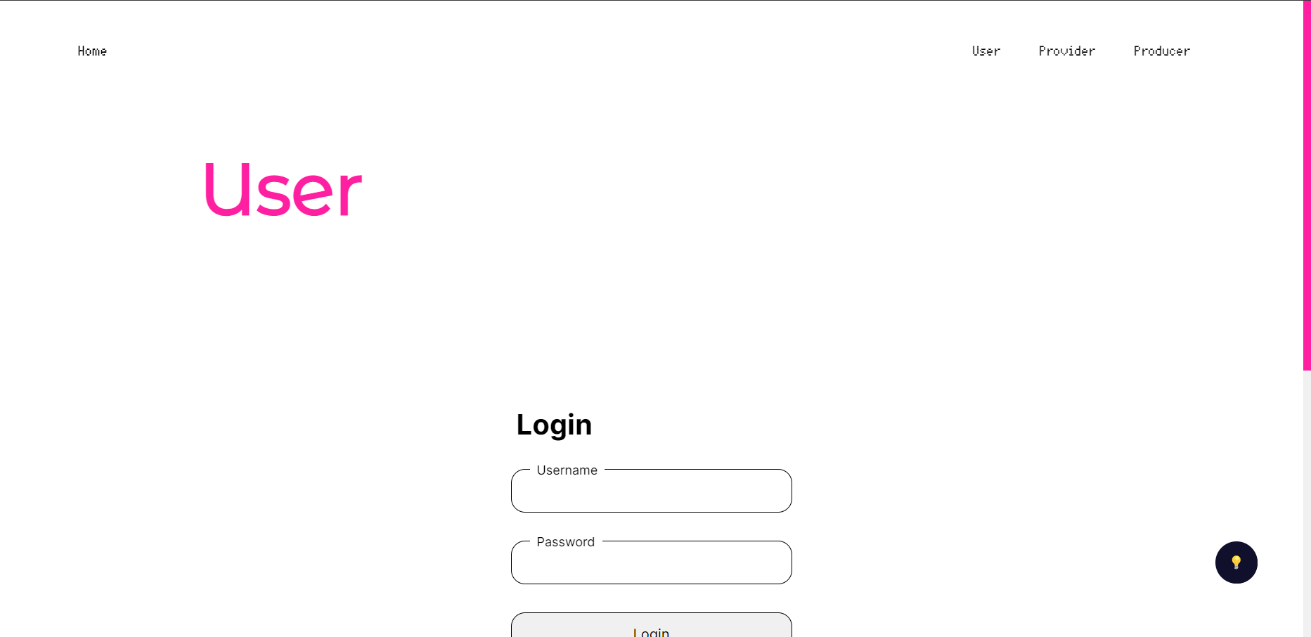 Home User Provider Producer
User
Login
Username
Password
Login